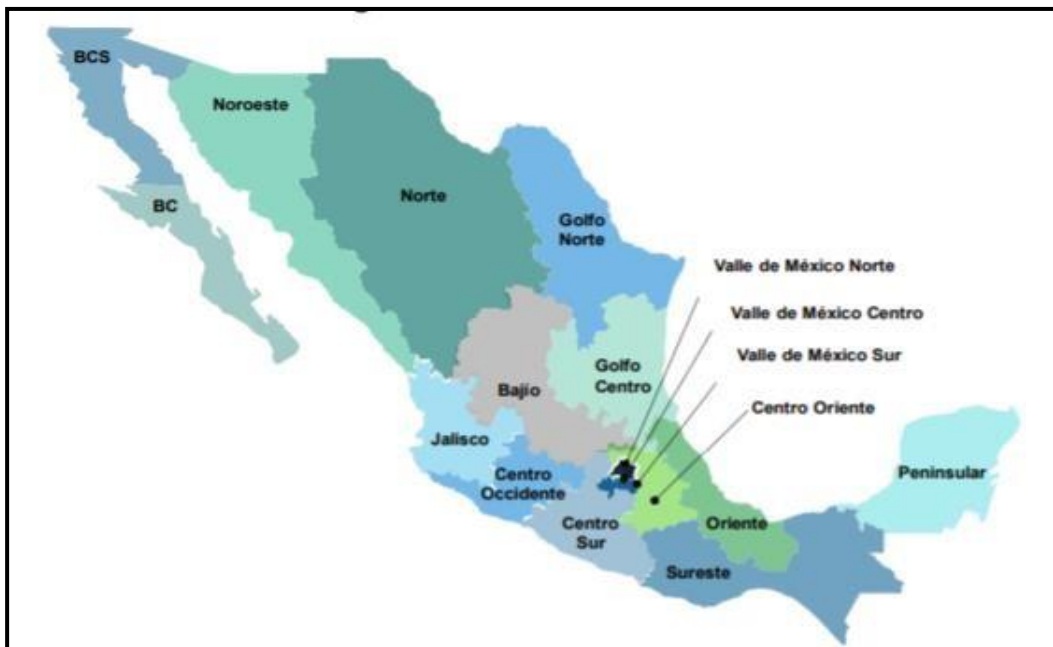 BCS
Noroeste
BC
Norte
Golfo
Norte
Valle de México Norte
Valle de México Centro
Valle de México Sur
Golfo
Centro
Bajío
Centro Oriente
Jalisco
Centro
Occidente
Peninsular
Centro
Sur
Oriente
Sureste